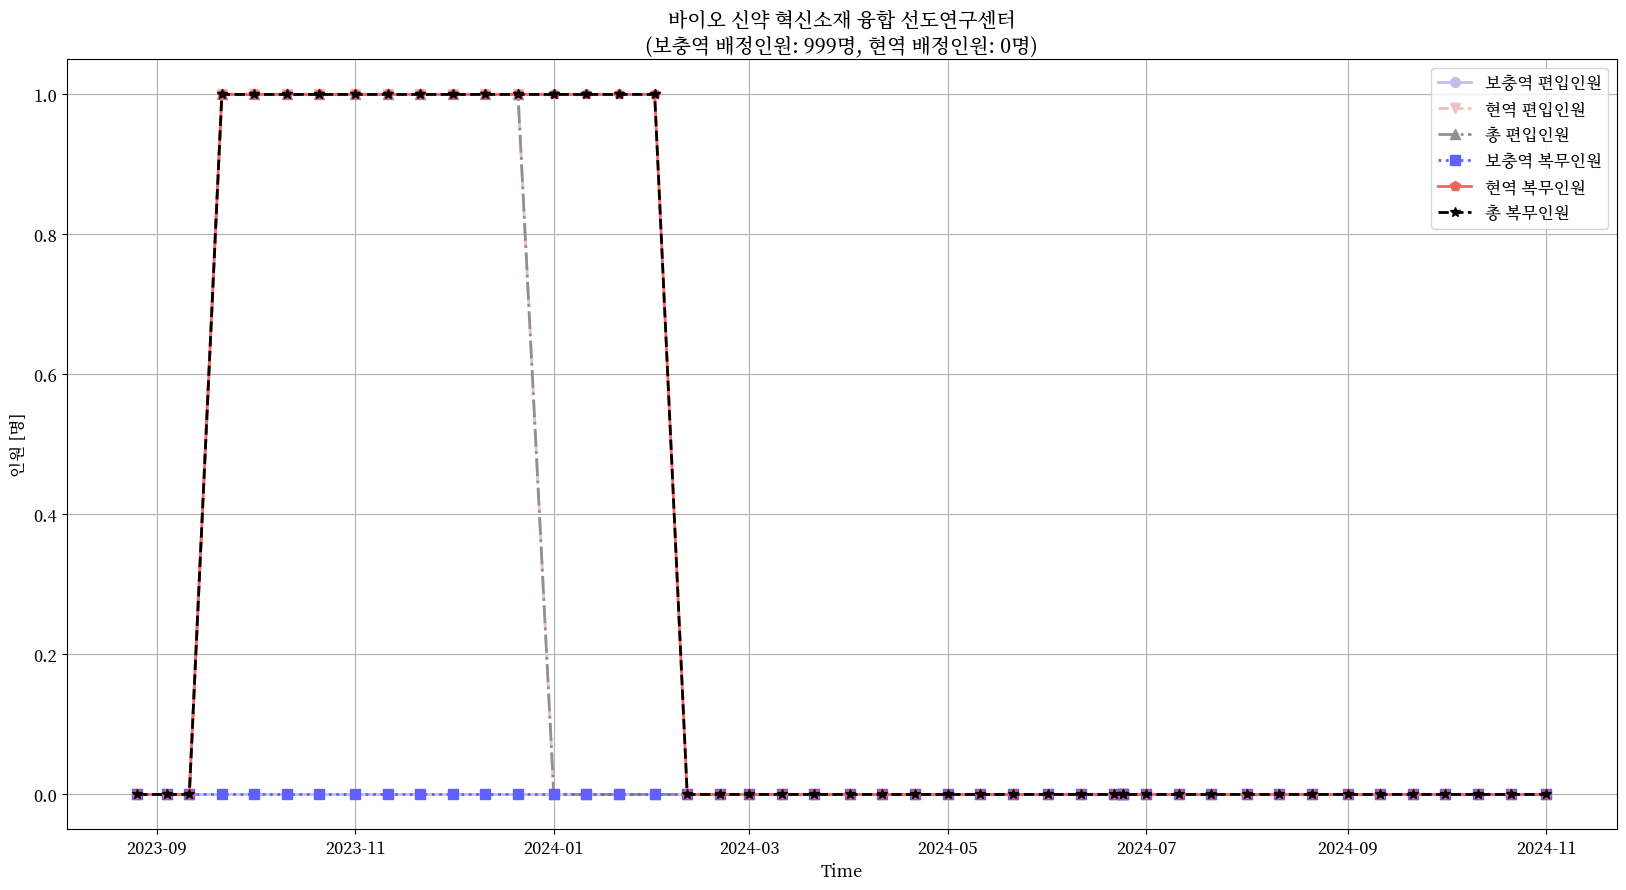 바이오 신약 혁신소재 융합 선도연구센터
(보충역 배정인원: 999명, 현역 배정인원: 0명)
보충역 편입인원
현역 편입인원
총 편입인원
보충역 복무인원
현역 복무인원
총 복무인원
인원 [명]
1.0
0.8
0.6
0.4
0.2
0.0
2023-09
2023-11
2024-01
2024-03
2024-05
2024-07
2024-09
2024-11
Time